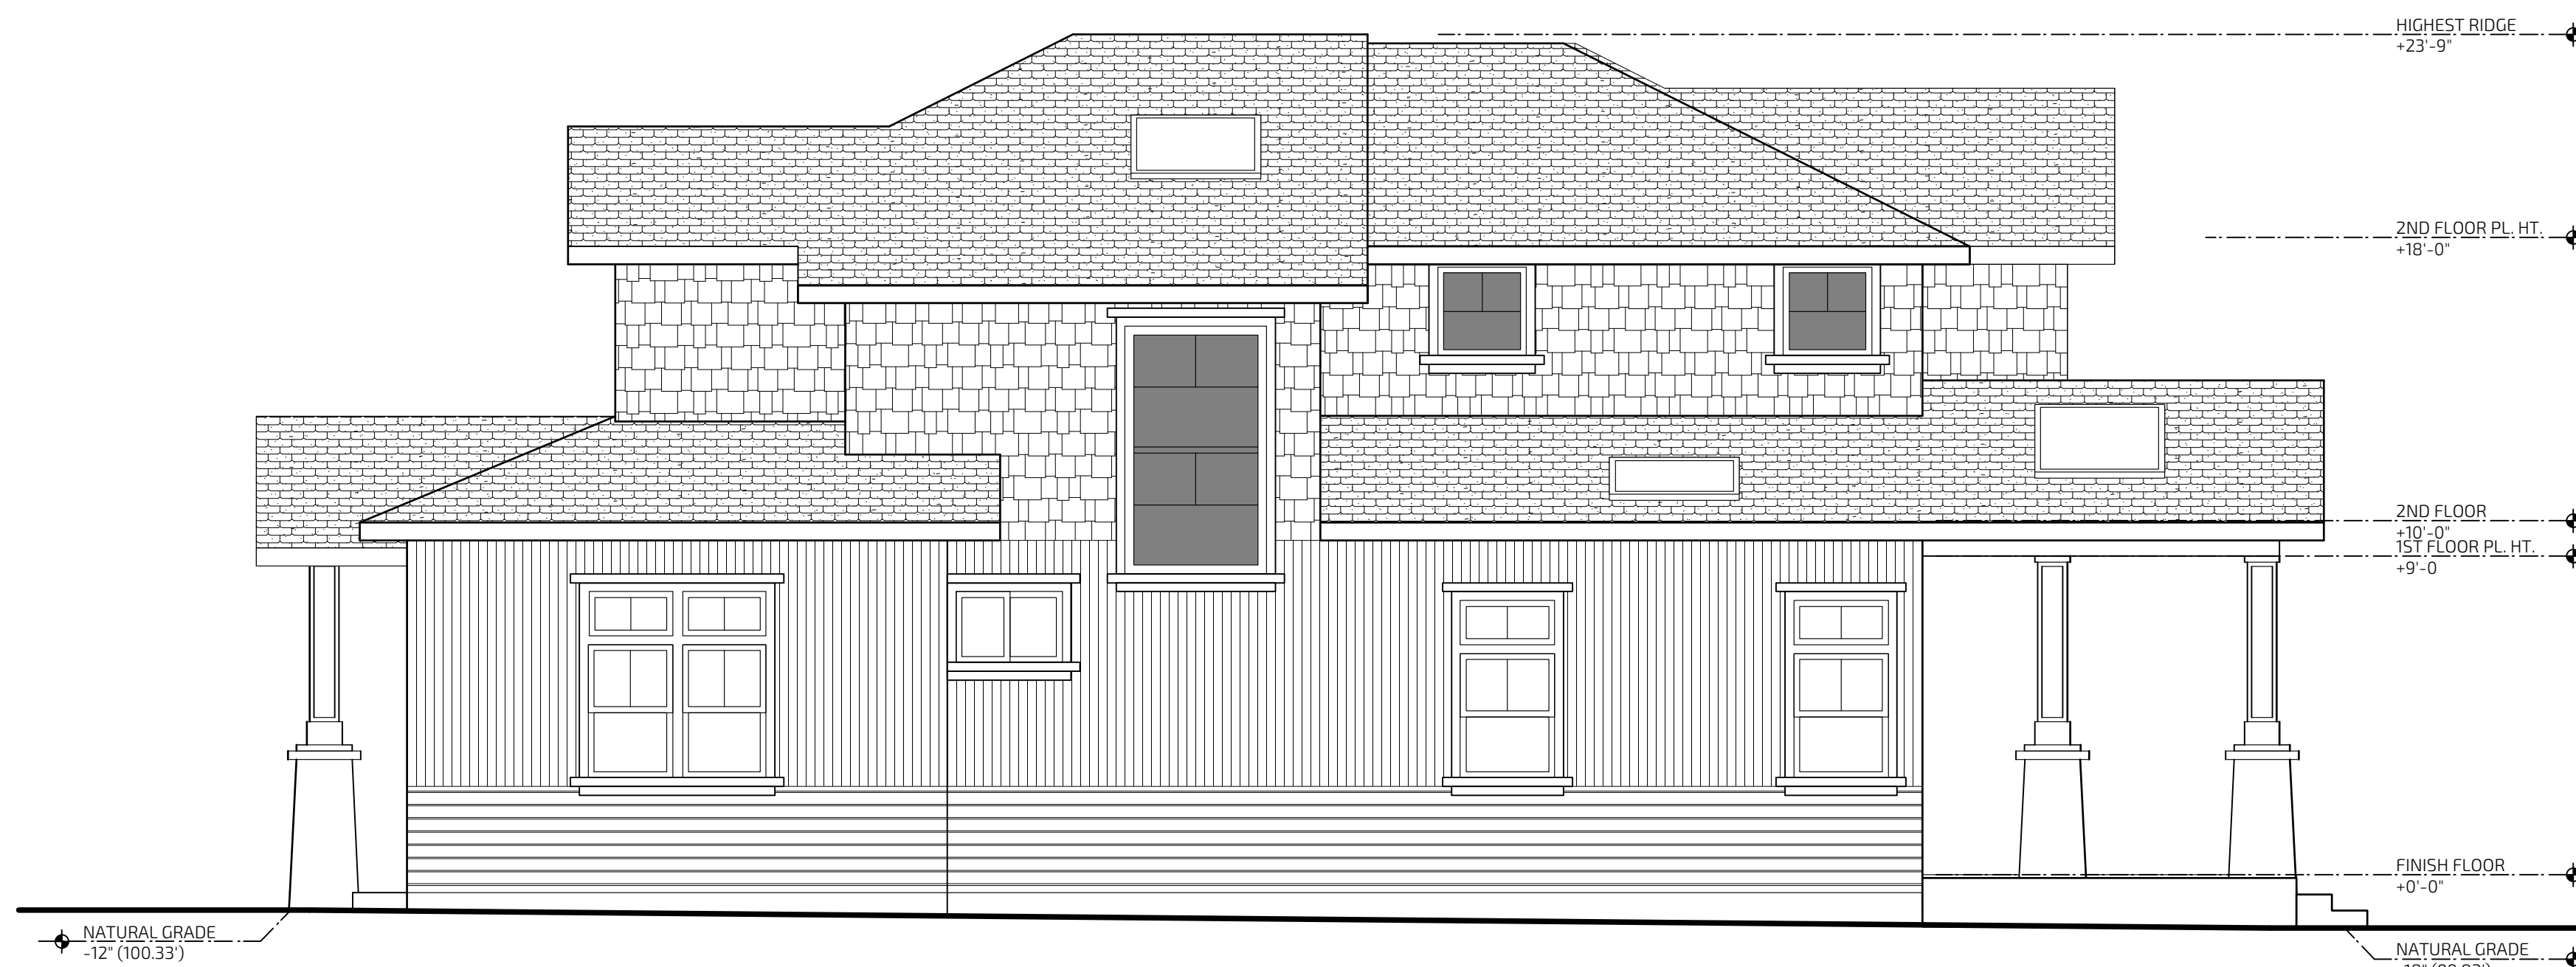 HIGHEST RIDGE
+23'-9"
2ND FLOOR PL. HT.
+18'-0"
2ND FLOOR
+10'-0"
1ST FLOOR PL. HT.
+9'-0
FINISH FLOOR
+0'-0"
NATURAL GRADE
-12" (100.33')
NATURAL GRADE